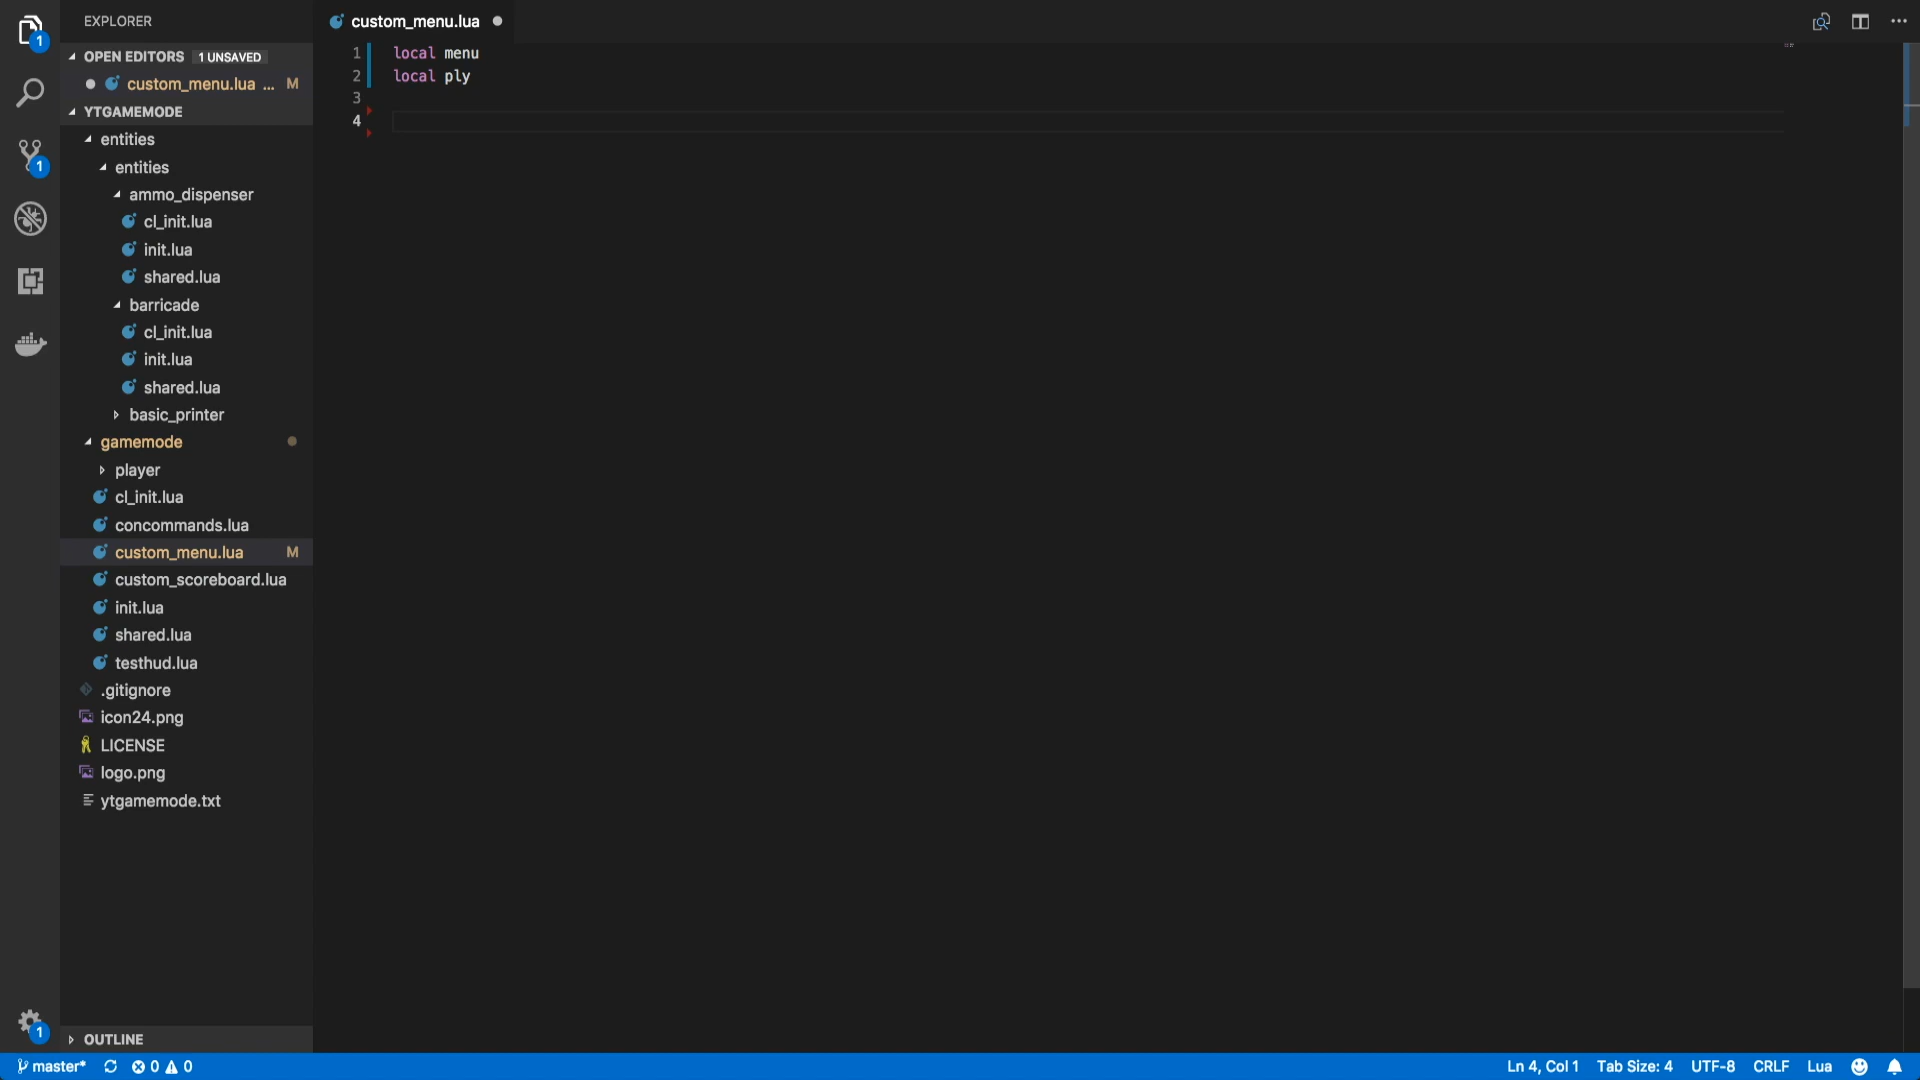 EXPLORER
OPEN EDITORS 1 UNSAVED
custom_menu.lua ... M
YTGAMEMODE
entities
entities
ammo_dispenser
cl_init.lua
init.lua
shared.lua
barricade
cl_init.lua
init.lua
shared.lua
basic_printer
gamemode
player
cl_init.lua
concommands.lua
custom_menu.lua M
custom_scoreboard.lua
init.lua
shared.lua
testhud.lua
.gitignore
icon24.png
LICENSE
logo.png
ytgamemode.txt
OUTLINE
1
1
1
custom_menu.lua
1 local menu
2 local ply
3
4
master* 0 0
Ln 4, Col 1 Tab Size: 4 UTF-8 CRLF Lua